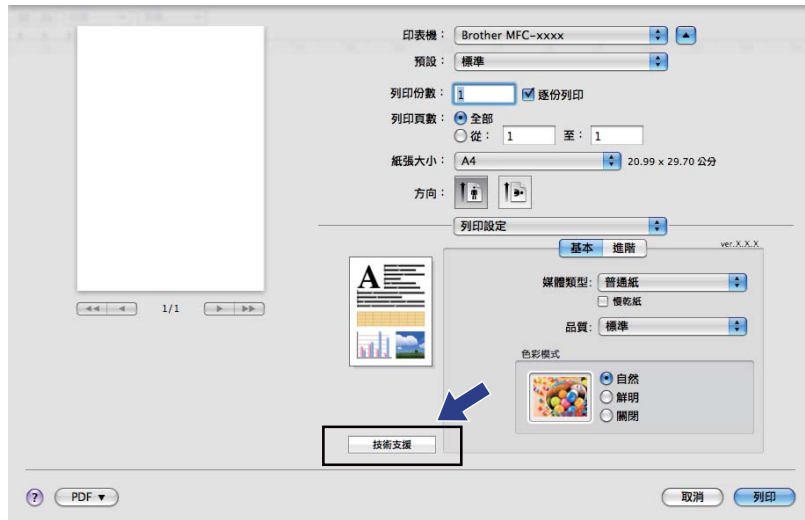 印表機： Brother MFC-xxxx
預設： 標準
列印份數： 1 逐份列印
列印頁數： 全部
從： 1 至： 1
紙張大小： A4 20.99 x 29.70 公分
方向：
列印設定
基本 進階 ver.X.X.X
媒體類型: 普通紙
慢乾紙
品質: 標準
色彩模式
自然
鮮明
關閉
A
1/1
技術支援
? PDF ▼ 取消 列印